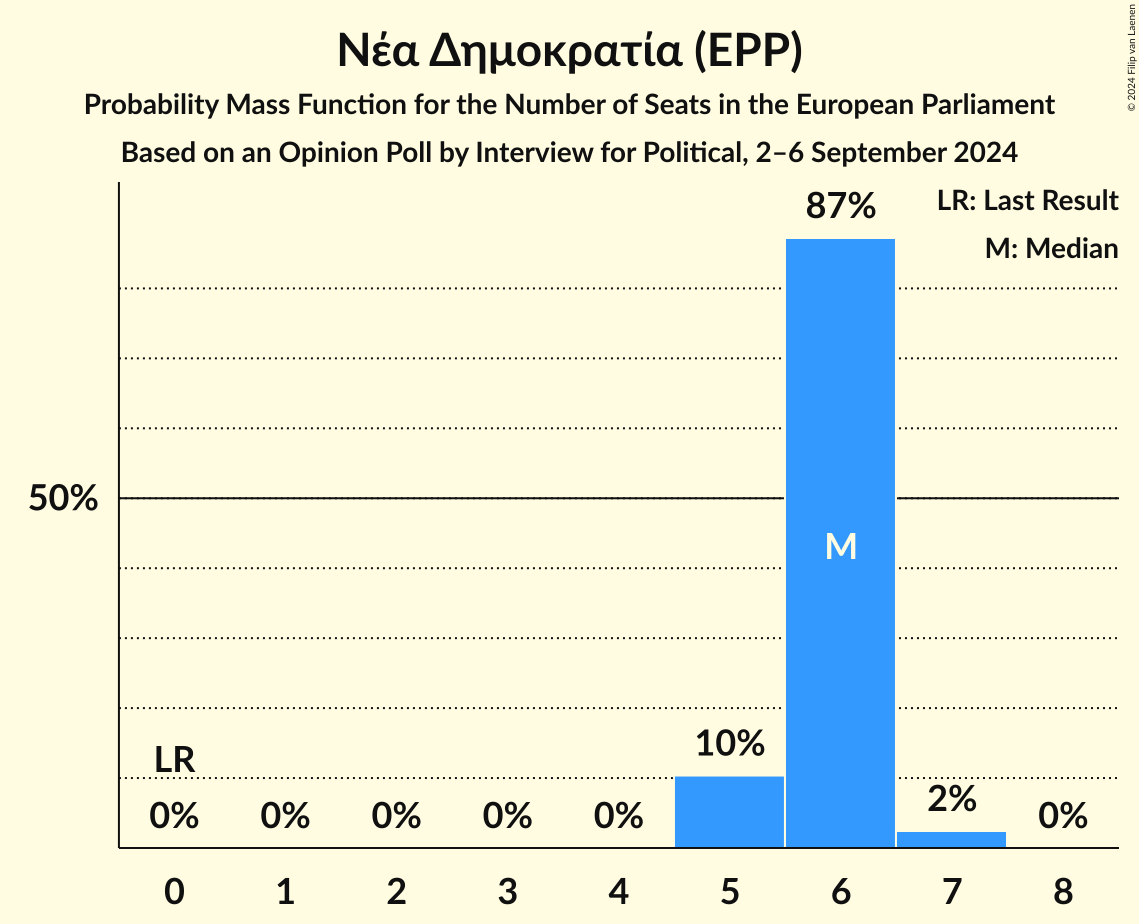 Νέα Δημοκρατία (EPP)
Probability Mass Function for the Number of Seats in the European Parliament
Based on an Opinion Poll by Interview for Political, 2–6 September 2024
© 2024 Filip van Laenen
LR: Last Result
M: Median
87%
50%
M
LR
10%
2%
0% 0% 0% 0% 0% 0%
0 1 2 3 4 5 6 7 8